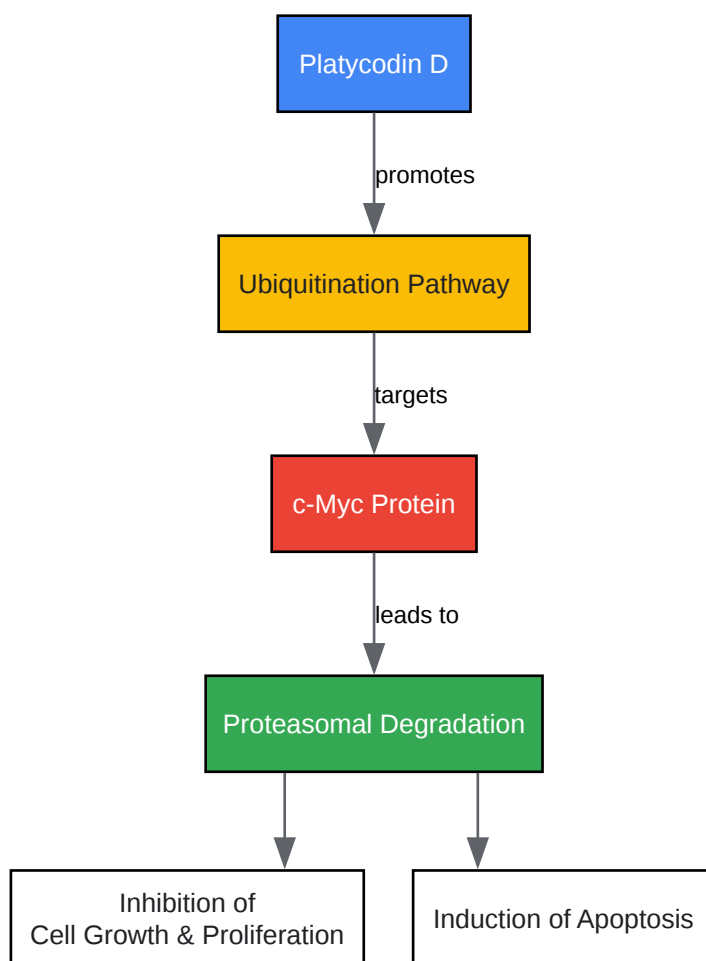 Platycodin D
promotes
Ubiquitination Pathway
targets
c-Myc Protein
leads to
Proteasomal Degradation
Inhibition of
Cell Growth & Proliferation
Induction of Apoptosis